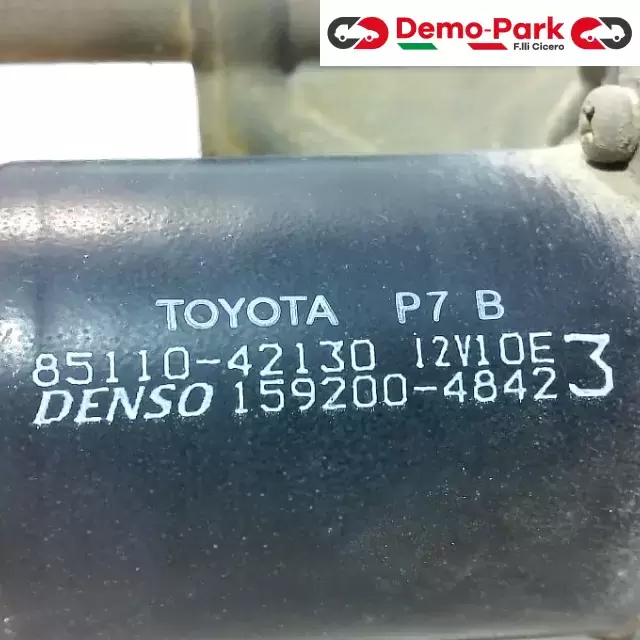 Demo-Park
F.lli Cicero
TOYOTA P7 B
85110-42130 12V10E
DENSO 159200-4842 3